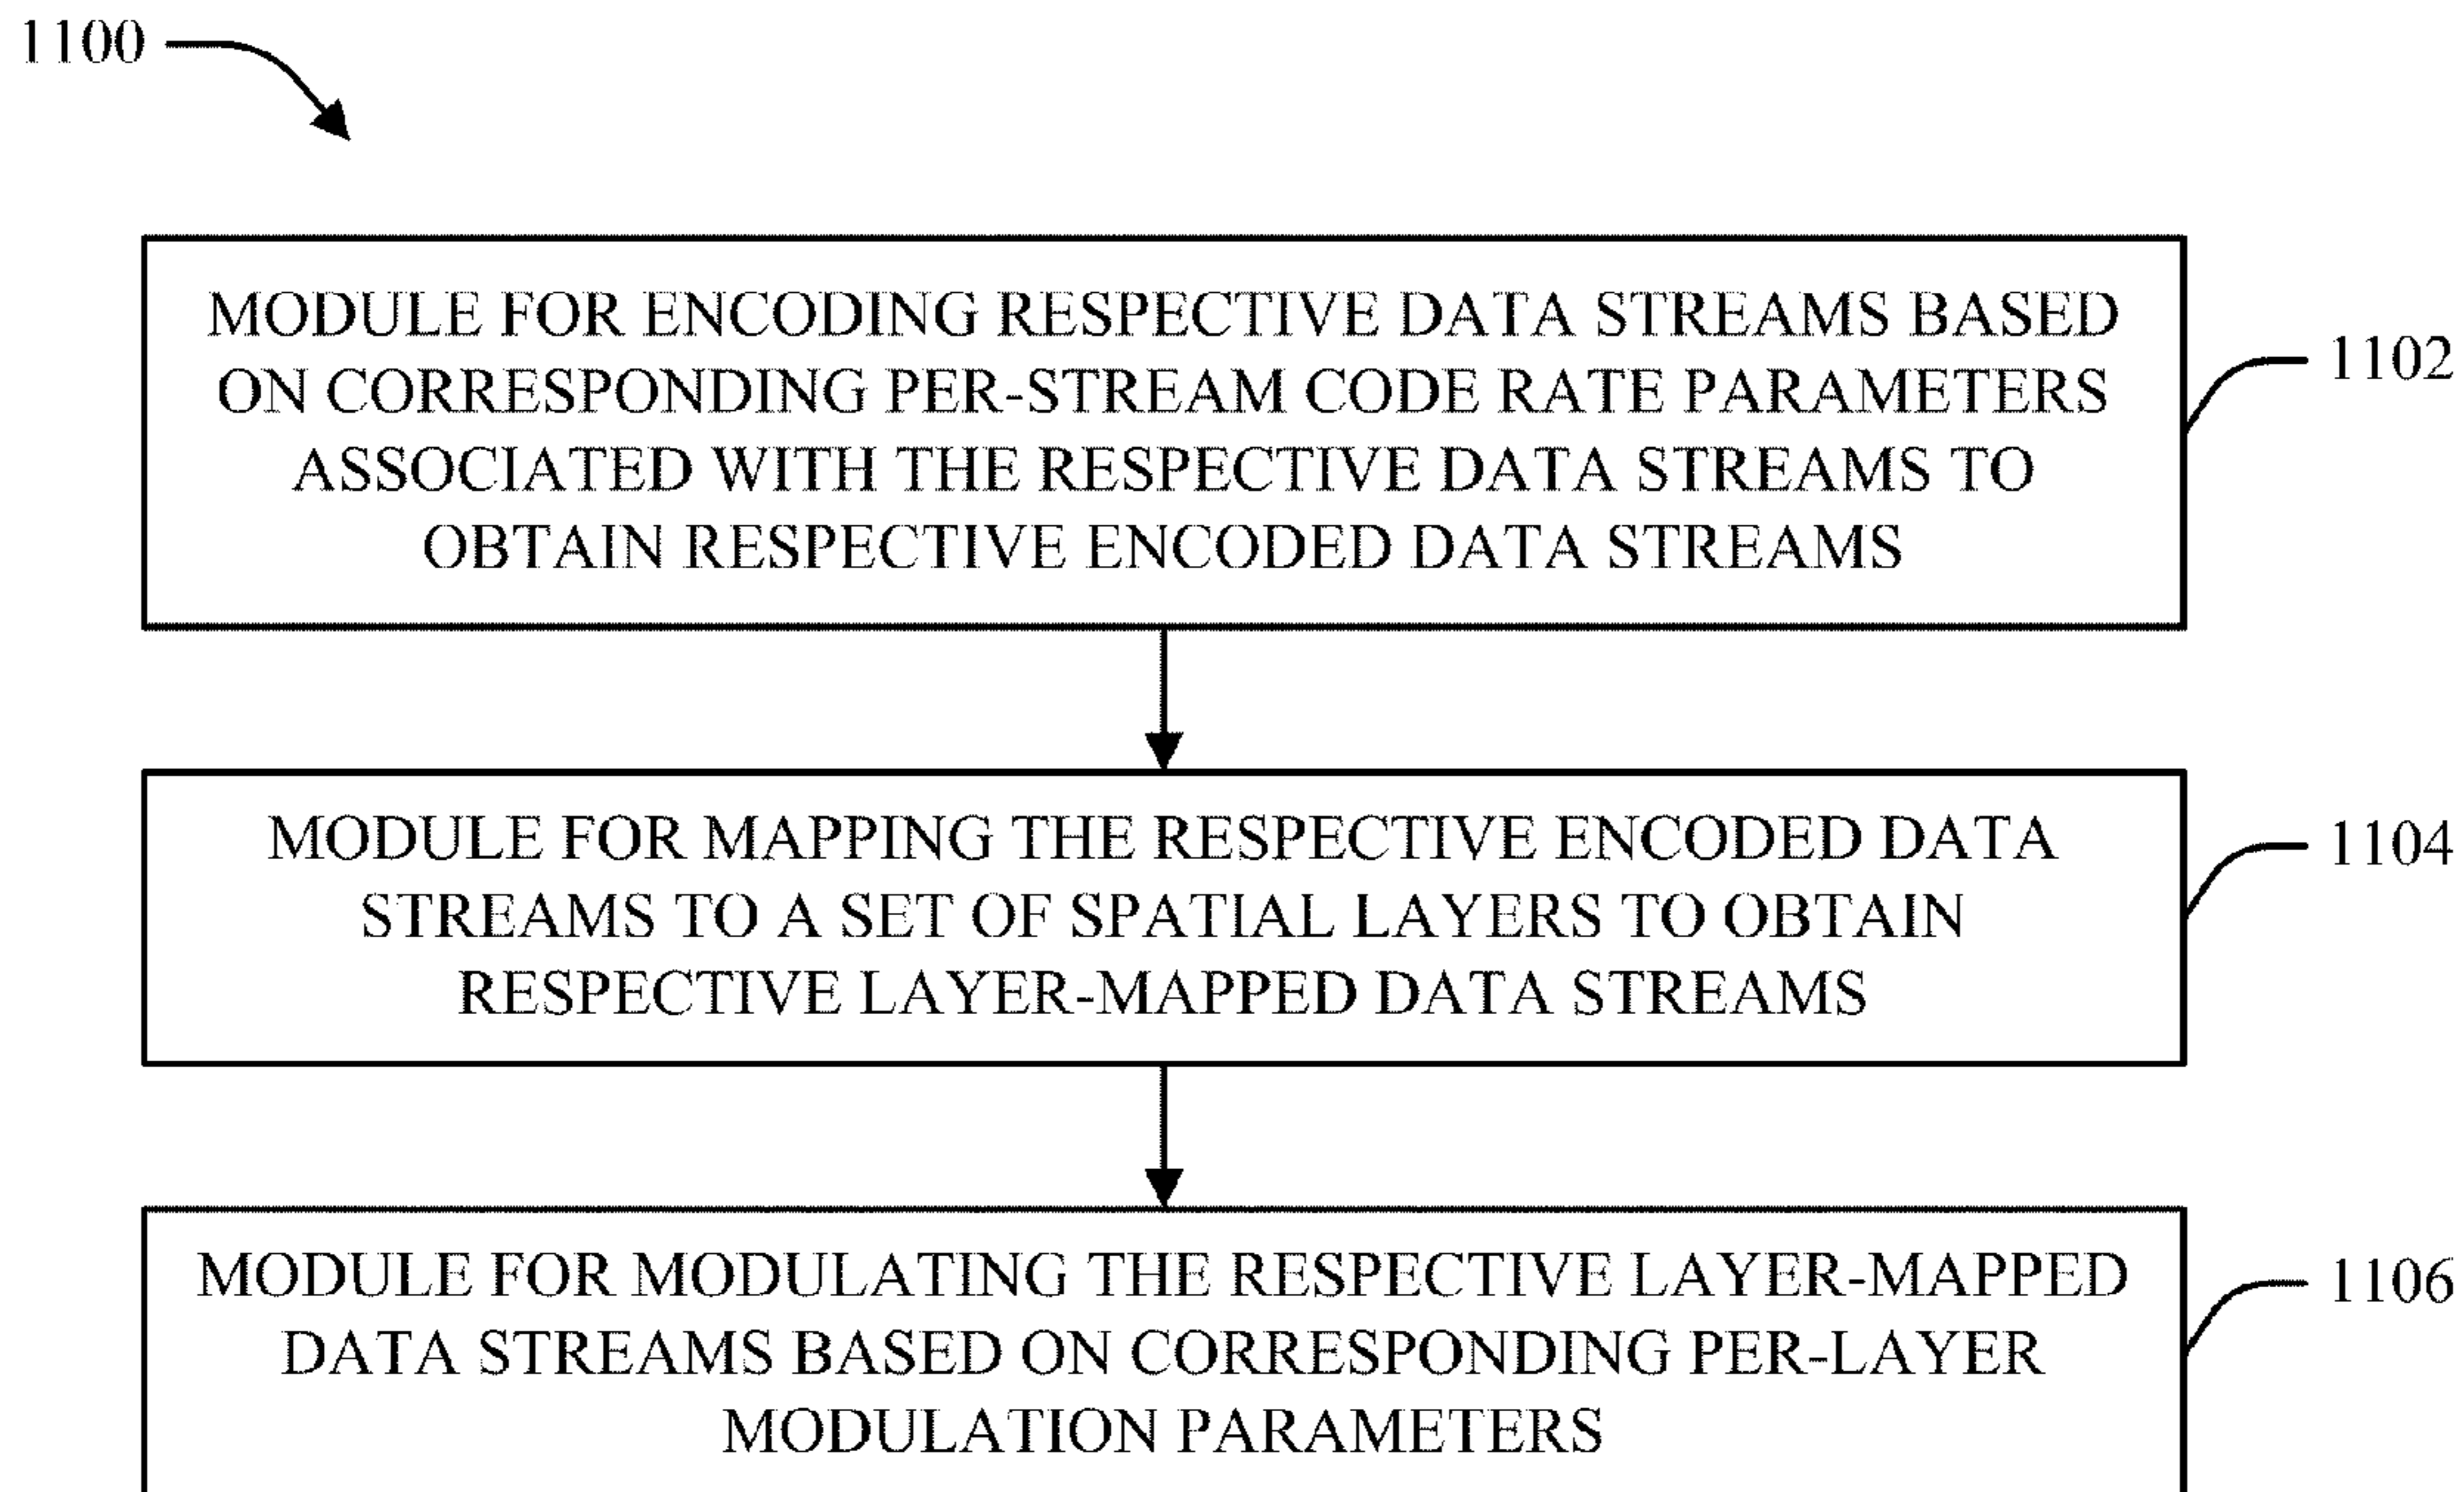 1100
MODULE FOR ENCODING RESPECTIVE DATA STREAMS BASED
ON CORRESPONDING PER-STREAM CODE RATE PARAMETERS
ASSOCIATED WITH THE RESPECTIVE DATA STREAMS TO
OBTAIN RESPECTIVE ENCODED DATA STREAMS
1102
MODULE FOR MAPPING THE RESPECTIVE ENCODED DATA
STREAMS TO A SET OF SPATIAL LAYERS TO OBTAIN
RESPECTIVE LAYER-MAPPED DATA STREAMS
1104
MODULE FOR MODULATING THE RESPECTIVE LAYER-MAPPED
DATA STREAMS BASED ON CORRESPONDING PER-LAYER
MODULATION PARAMETERS
1106